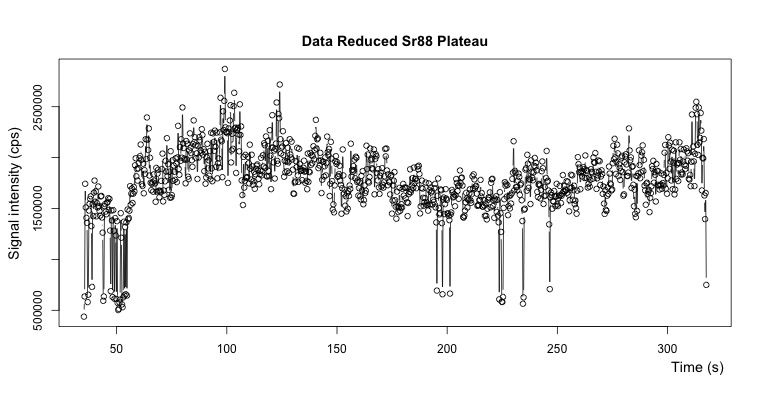 Data Reduced Sr88 Plateau
Signal intensity (cps)
2500000
1500000
500000
50 100 150 200 250 300
Time (s)